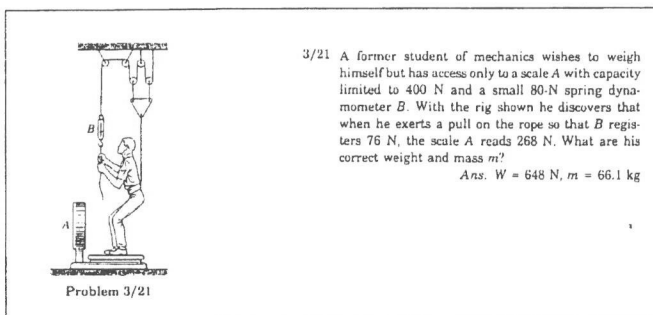 3/21 A former student of mechanics wishes to weigh
himself but has access only to a scale A with capacity
limited to 400 N and a small 80-N spring dyna-
mometer B. With the rig shown he discovers that
when he exerts a pull on the rope so that B regis-
ters 76 N, the scale A reads 268 N. What are his
correct weight and mass m?
Ans. W = 648 N, m = 66.1 kg
B
A
Problem 3/21